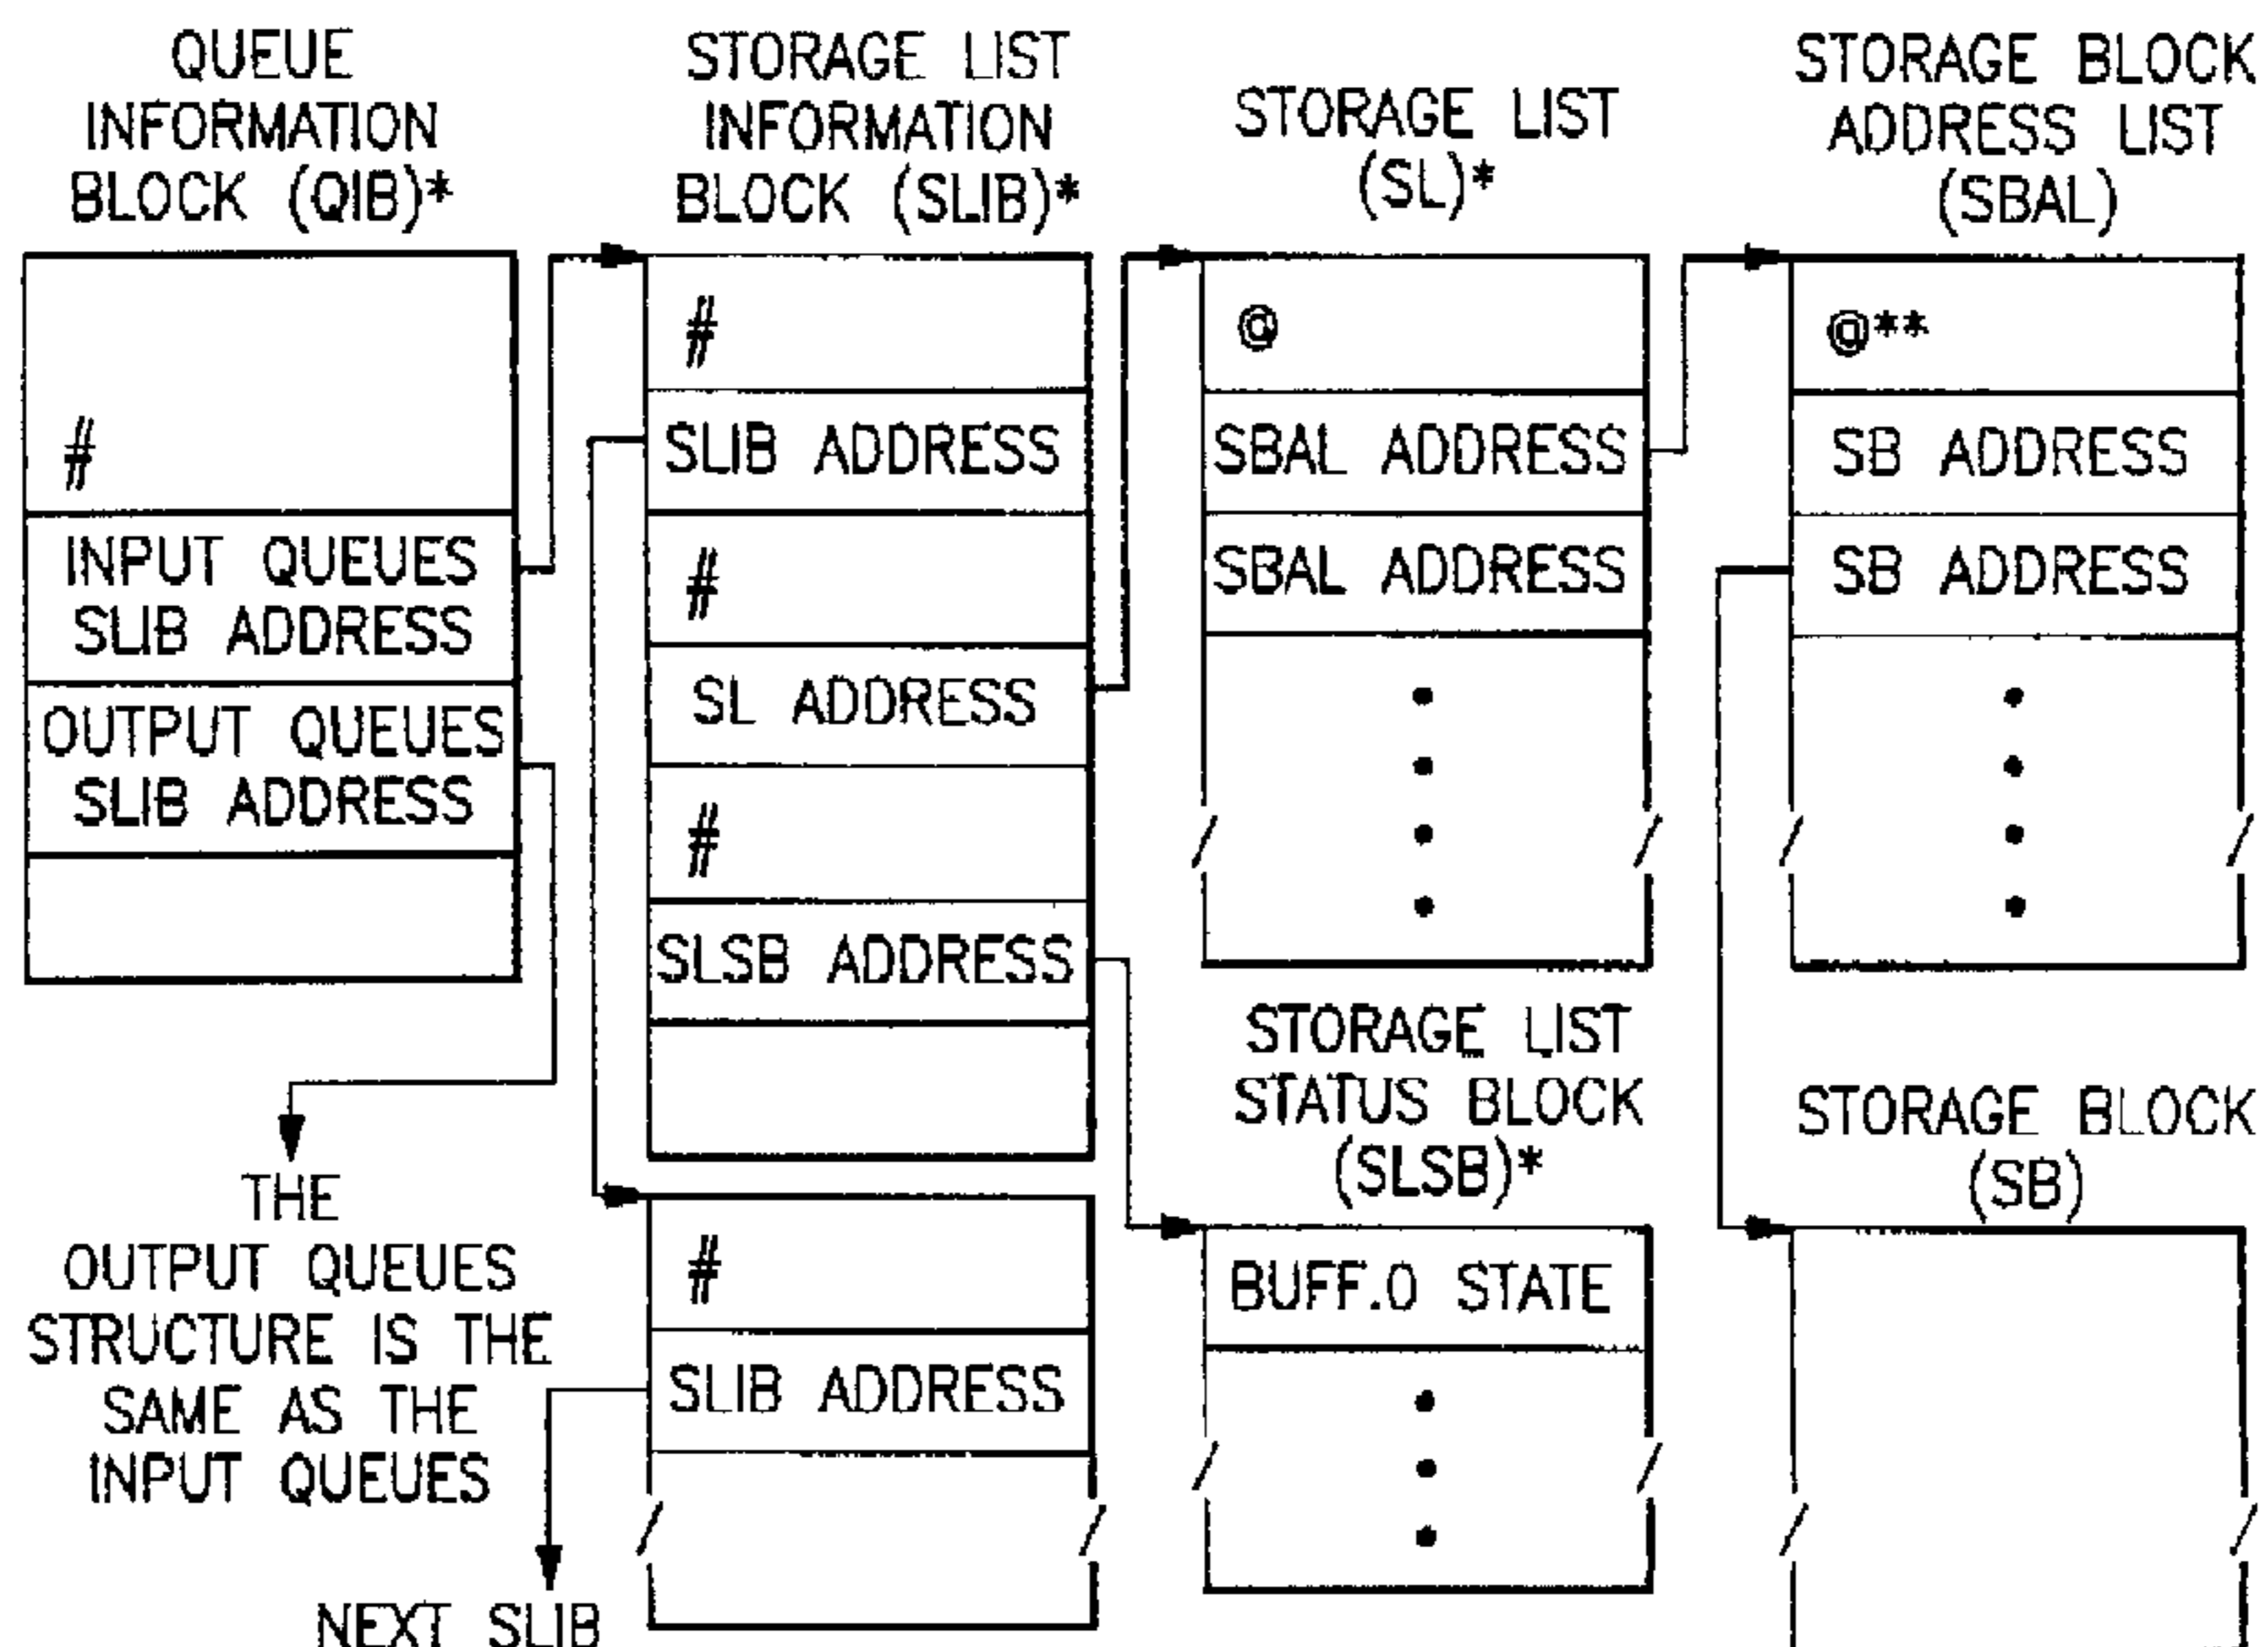 QUEUE
INFORMATION
BLOCK (QIB)*
#
INPUT QUEUES
SLIB ADDRESS
OUTPUT QUEUES
SLIB ADDRESS
THE
OUTPUT QUEUES
STRUCTURE IS THE
SAME AS THE
INPUT QUEUES
STORAGE LIST
INFORMATION
BLOCK (SLIB)*
#
SLIB ADDRESS
#
SL ADDRESS
#
SLSB ADDRESS
#
SLIB ADDRESS
NEXT SLIB
STORAGE LIST
(SL)*
@
SBAL ADDRESS
SBAL ADDRESS
STORAGE LIST
STATUS BLOCK
(SLSB)*
BUFF.0 STATE
STORAGE BLOCK
ADDRESS LIST
(SBAL)
@**
SB ADDRESS
SB ADDRESS
STORAGE BLOCK
(SB)